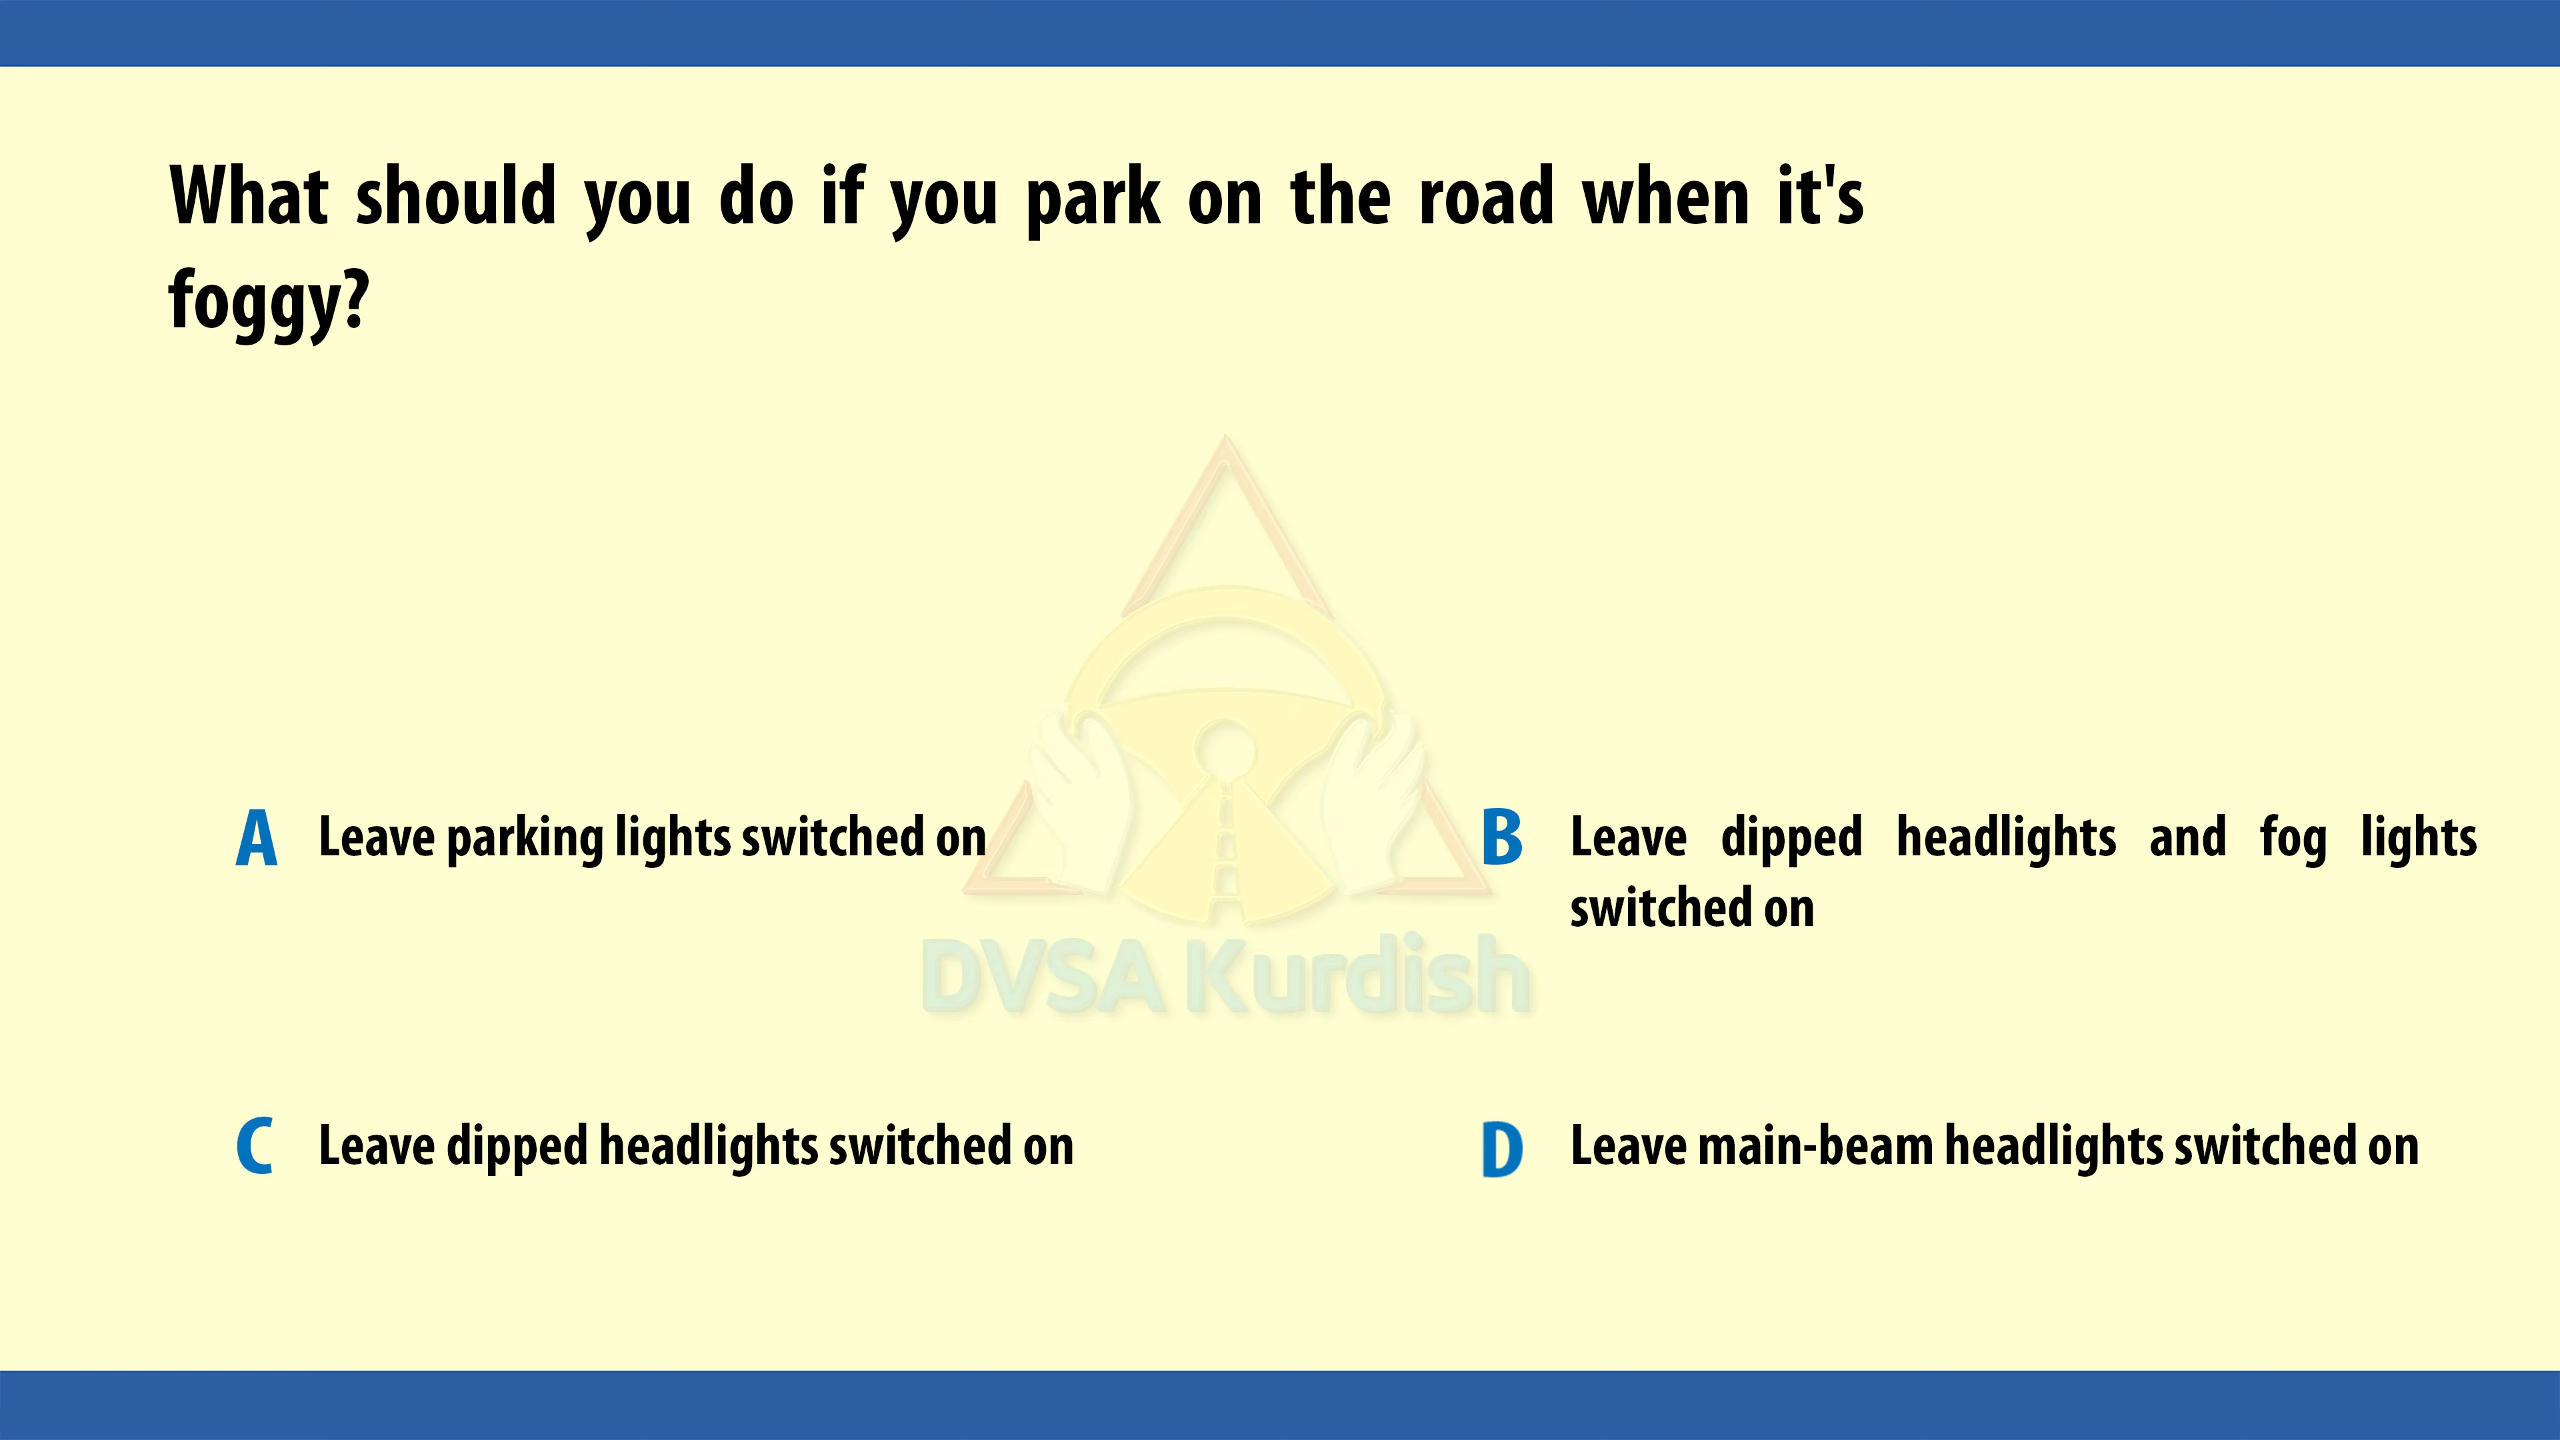 What should you do if you park on the road when it's
foggy?
A Leave parking lights switched on
B Leave dipped headlights and fog lights
switched on
DVSA Kurdish
C Leave dipped headlights switched on
D Leave main-beam headlights switched on